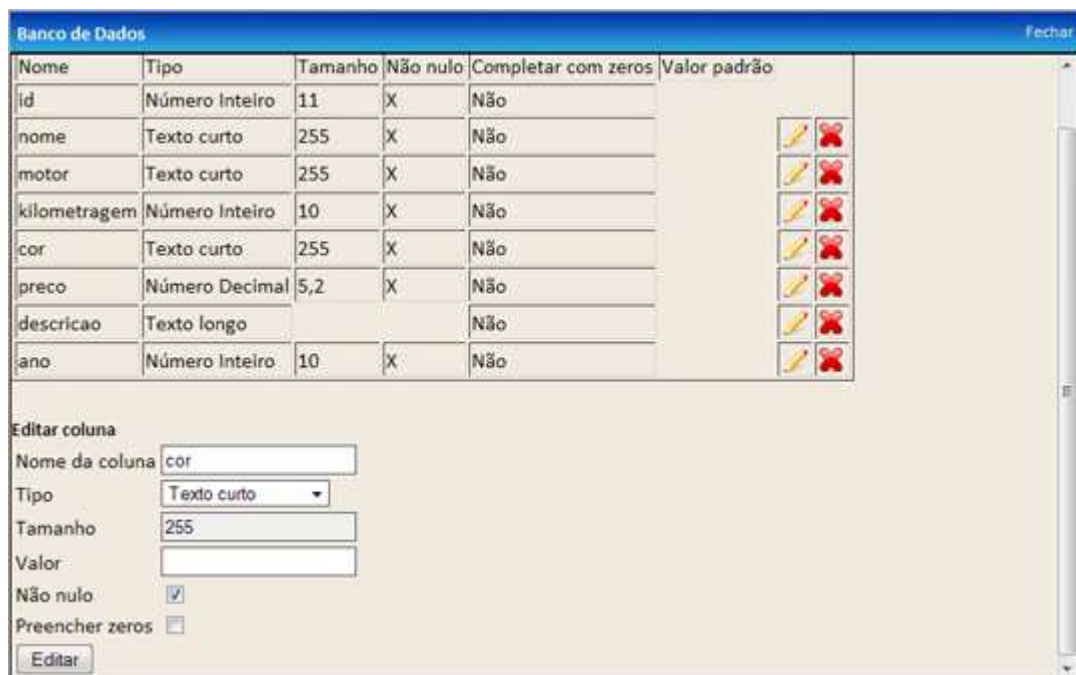 Banco de Dados Fechar
Nome Tipo Tamanho Não nulo Completar com zeros Valor padrão
id Número Inteiro 11 X Não
nome Texto curto 255 X Não
motor Texto curto 255 X Não
kilometragem Número Inteiro 10 X Não
cor Texto curto 255 X Não
preco Número Decimal 5,2 X Não
descricao Texto longo Não
ano Número Inteiro 10 X Não
Editar coluna
Nome da coluna cor
Tipo Texto curto
Tamanho 255
Valor
Não nulo
Preencher zeros
Editar